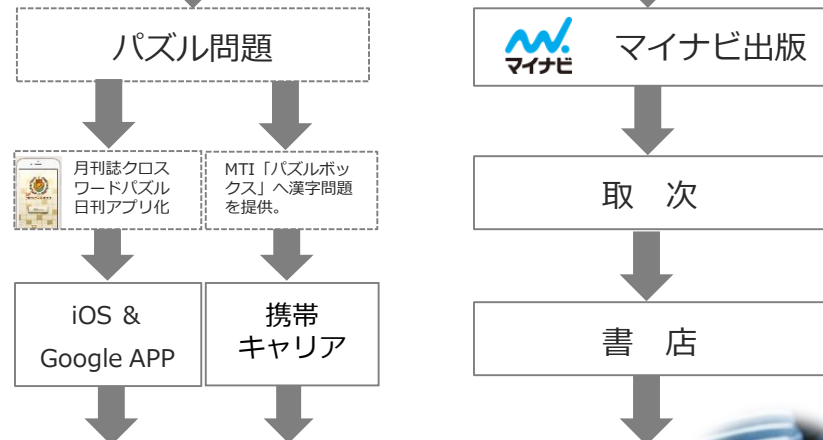 パズル問題
マイナビ
マイナビ出版
月刊誌クロス
ワードパズル
日刊アプリ化
MTI「パズルボッ
クス」へ漢字問題
を提供。
取 次
iOS &
Google APP
携帯
キャリア
書 店